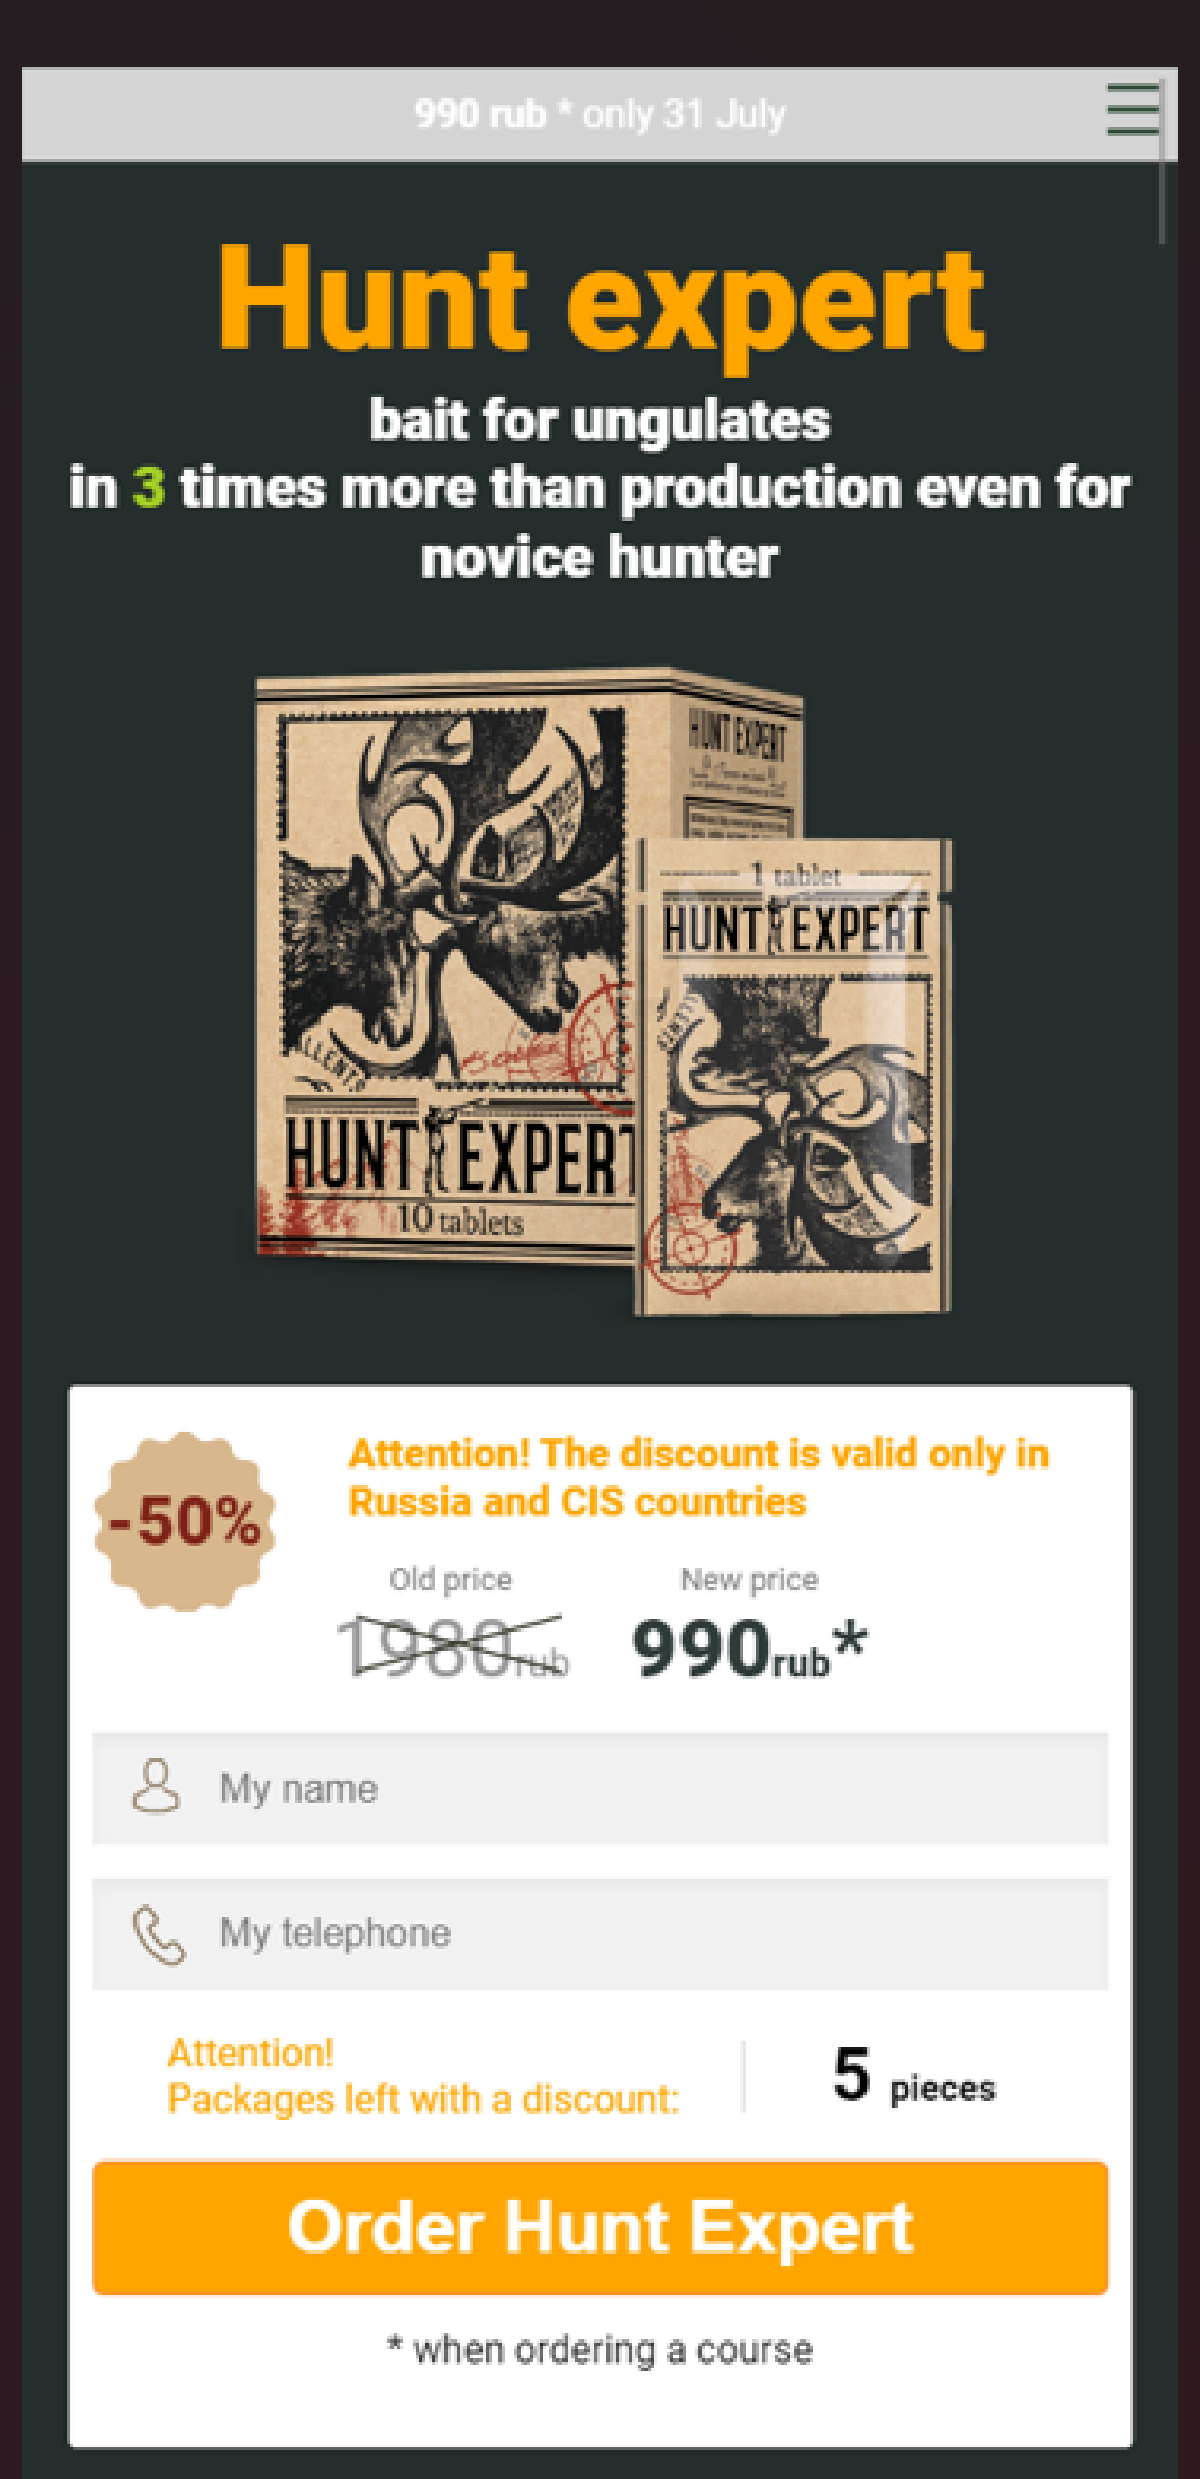 990 rub * only 31 July
Hunt expert
bait for ungulates
in 3 times more than production even for
novice hunter
HUNT EXPERT
1 tablet
HUNT EXPERT
HUNT EXPERT
10 tablets
-50%
Attention! The discount is valid only in
Russia and CIS countries
Old price New price
1980rub 990rub*
My name
My telephone
Attention!
Packages left with a discount:
5 pieces
Order Hunt Expert
* when ordering a course